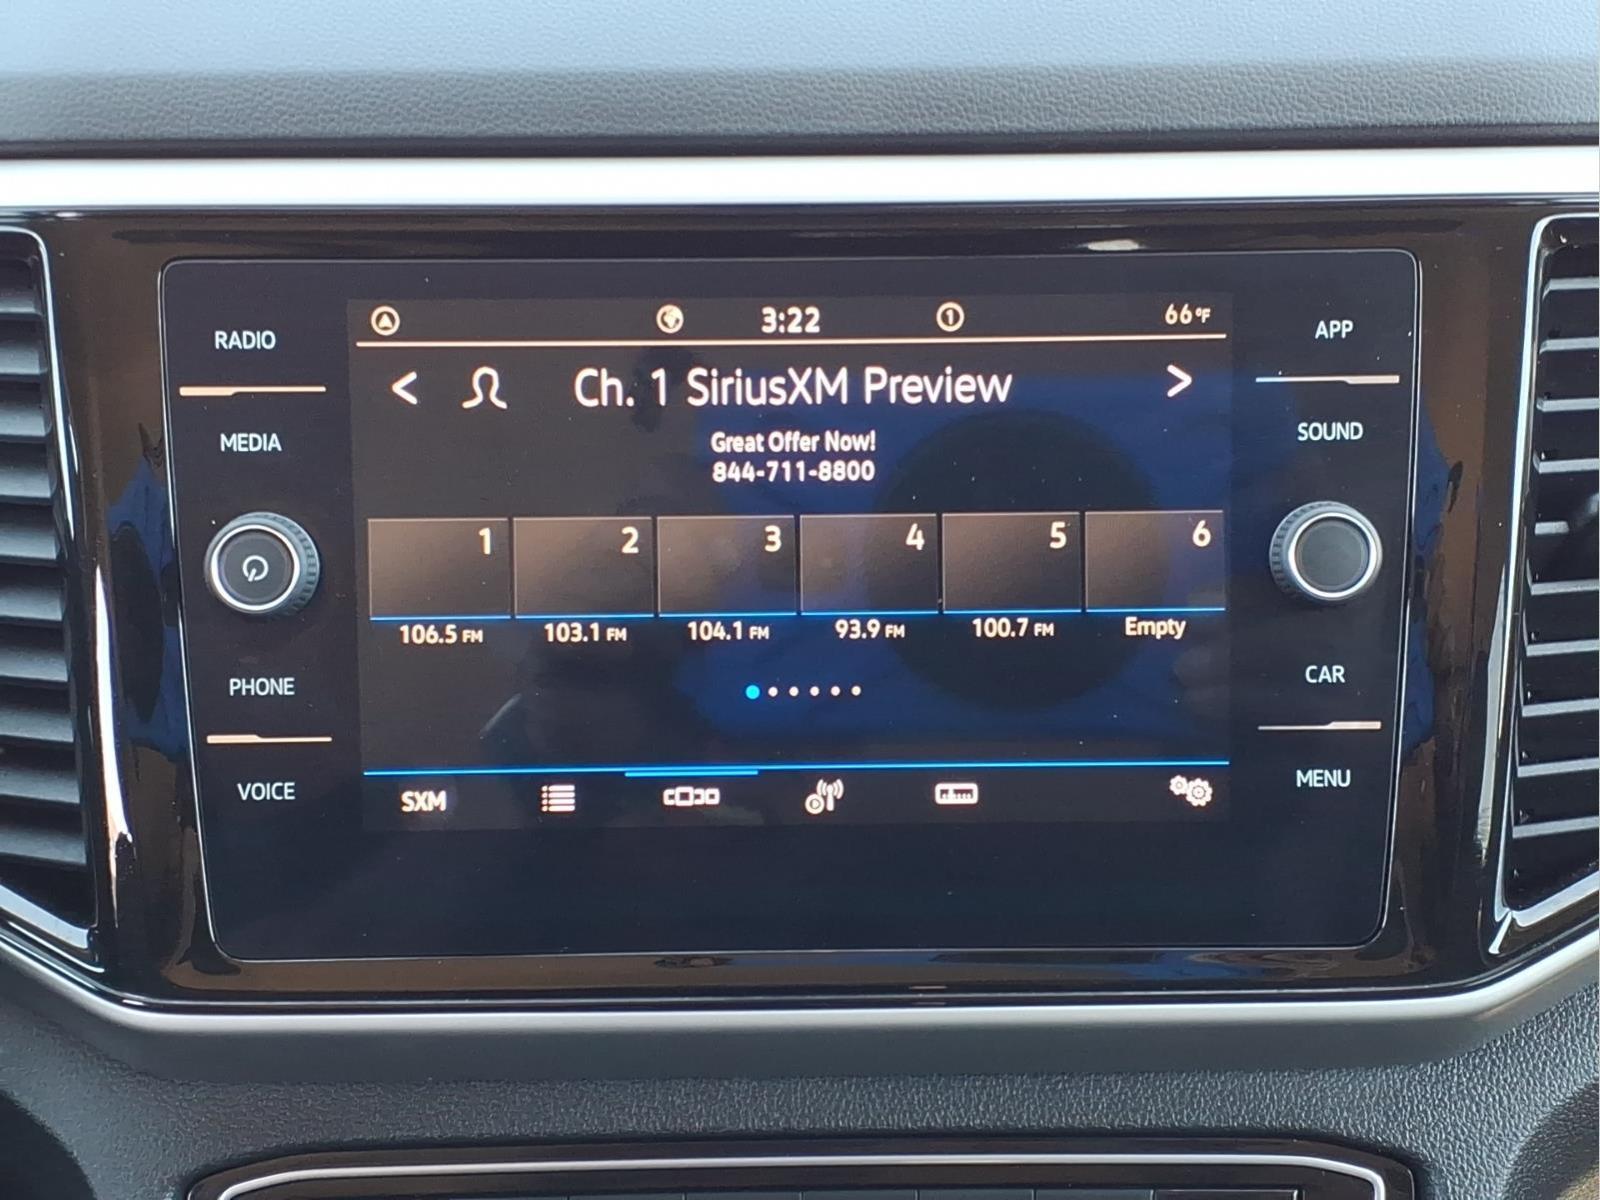 3:22
1
66°F
RADIO
APP
Ch. 1 SiriusXM Preview
MEDIA
SOUND
Great Offer Now!
844-711-8800
1 2 3 4 5 6
106.5 FM 103.1 FM 104.1 FM 93.9 FM 100.7 FM Empty
PHONE
CAR
VOICE
MENU
SXM